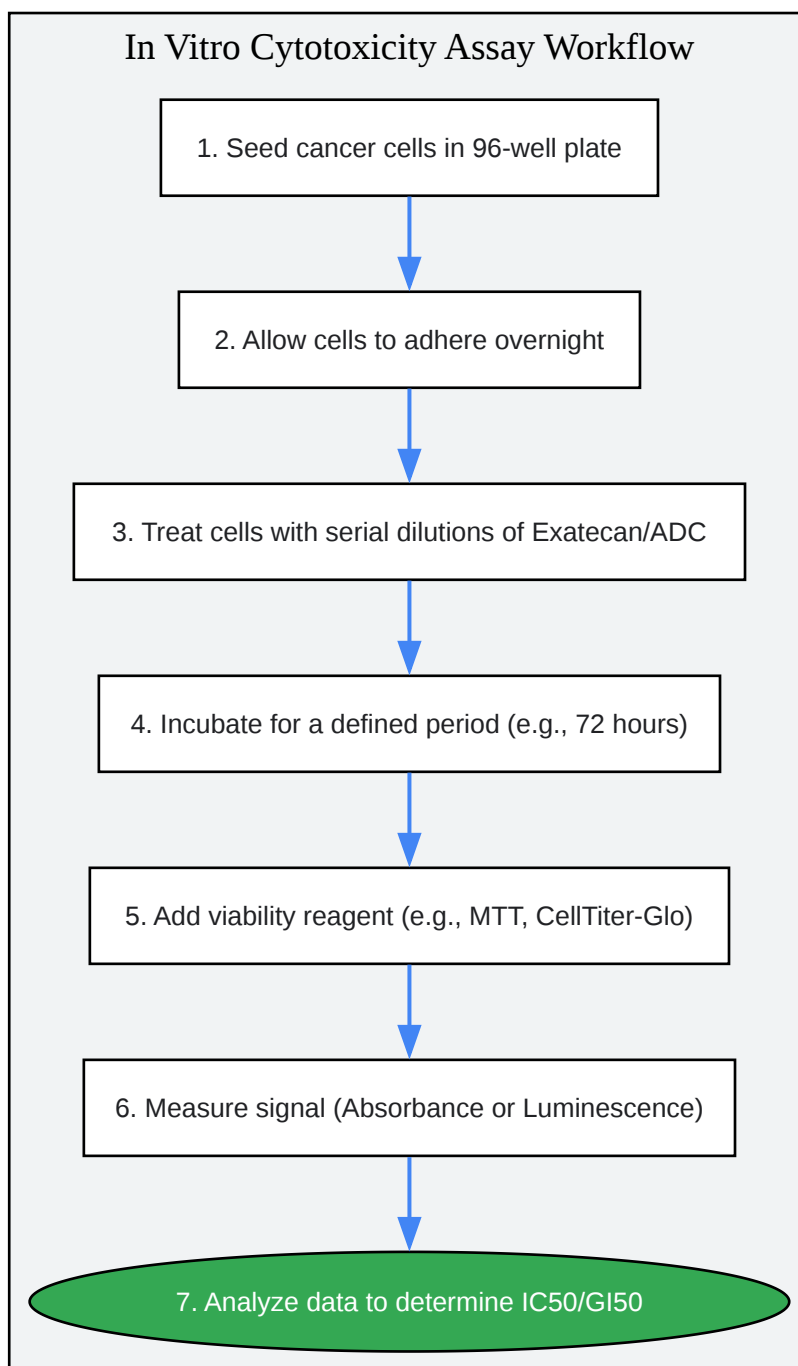 In Vitro Cytotoxicity Assay Workflow
1. Seed cancer cells in 96-well plate
2. Allow cells to adhere overnight
3. Treat cells with serial dilutions of Exatecan/ADC
4. Incubate for a defined period (e.g., 72 hours)
5. Add viability reagent (e.g., MTT, CellTiter-Glo)
6. Measure signal (Absorbance or Luminescence)
7. Analyze data to determine IC50/GI50